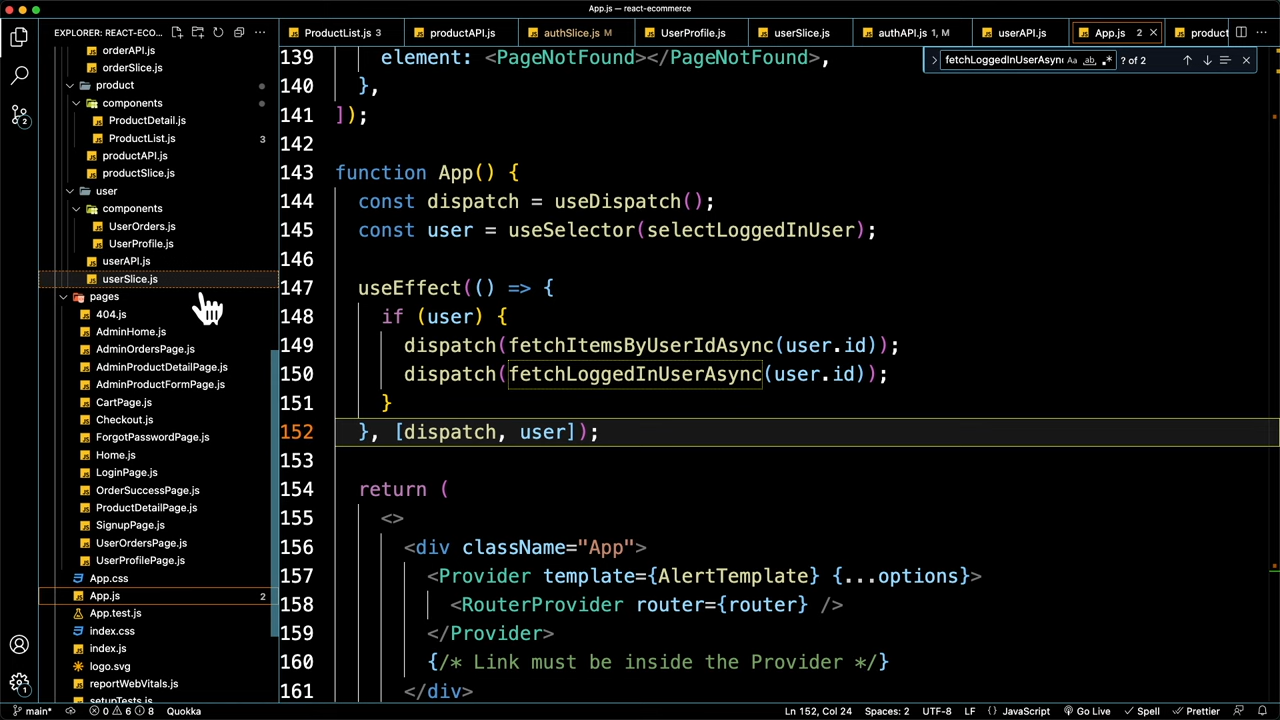 App.js — react-ecommerce
EXPLORER: REACT-ECO...
ProductList.js 3
productAPI.js
authSlice.js M
UserProfile.js
userSlice.js
authAPI.js 1, M
userAPI.js
App.js 2
product
fetchLoggedInUserAsyn
Aa
ab
.*
? of 2
orderAPI.js
orderSlice.js
product
components
ProductDetail.js
ProductList.js 3
productAPI.js
productSlice.js
user
components
UserOrders.js
UserProfile.js
userAPI.js
userSlice.js
pages
404.js
AdminHome.js
AdminOrdersPage.js
AdminProductDetailPage.js
AdminProductFormPage.js
CartPage.js
Checkout.js
ForgotPasswordPage.js
Home.js
LoginPage.js
OrderSuccessPage.js
ProductDetailPage.js
SignupPage.js
UserOrdersPage.js
UserProfilePage.js
App.css
App.js 2
App.test.js
index.css
index.js
logo.svg
reportWebVitals.js
setupTests.js
139 element: <PageNotFound></PageNotFound>,
140 },
141 ]);
142
143 function App() {
144 const dispatch = useDispatch();
145 const user = useSelector(selectLoggedInUser);
146
147 useEffect(() => {
148 if (user) {
149 dispatch(fetchItemsByUserIdAsync(user.id));
150 dispatch(fetchLoggedInUserAsync(user.id));
151 }
152 }, [dispatch, user]);
153
154 return (
155 <>
156 <div className="App">
157 <Provider template={AlertTemplate} {...options}>
158 <RouterProvider router={router} />
159 </Provider>
160 {/* Link must be inside the Provider */}
161 </div>
2
1
main* 0 6 8 Quokka
Ln 152, Col 24 Spaces: 2 UTF-8 LF {} JavaScript Go Live Spell Prettier